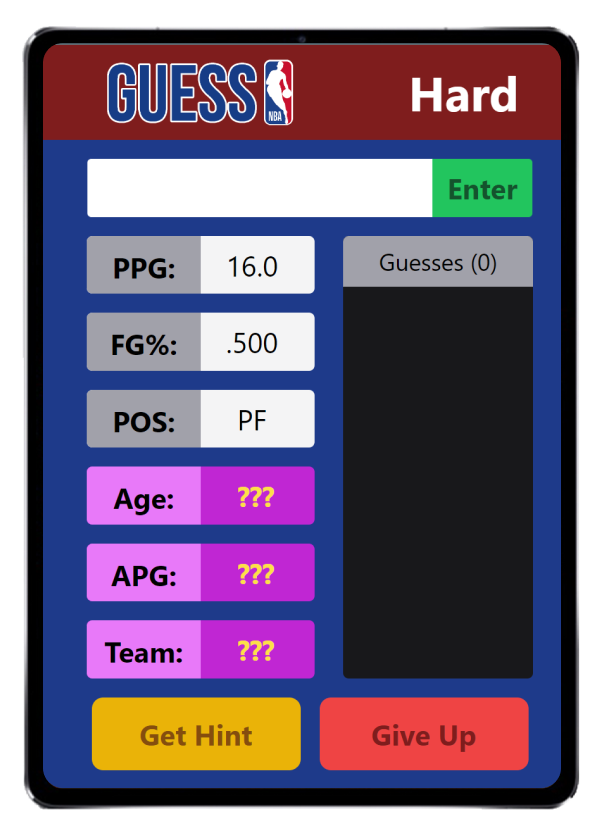 GUESS NBA
Hard
Enter
PPG: 16.0
Guesses (0)
FG%: .500
POS: PF
Age: ???
APG: ???
Team: ???
Get Hint
Give Up